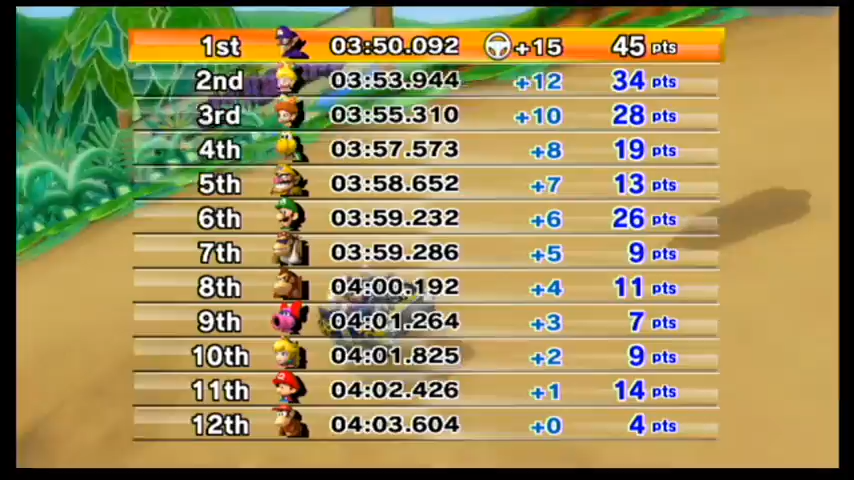 1st 03:50.092 +15 45 pts
2nd 03:53.944 +12 34 pts
3rd 03:55.310 +10 28 pts
4th 03:57.573 +8 19 pts
5th 03:58.652 +7 13 pts
6th 03:59.232 +6 26 pts
7th 03:59.286 +5 9 pts
8th 04:00.192 +4 11 pts
9th 04:01.264 +3 7 pts
10th 04:01.825 +2 9 pts
11th 04:02.426 +1 14 pts
12th 04:03.604 +0 4 pts